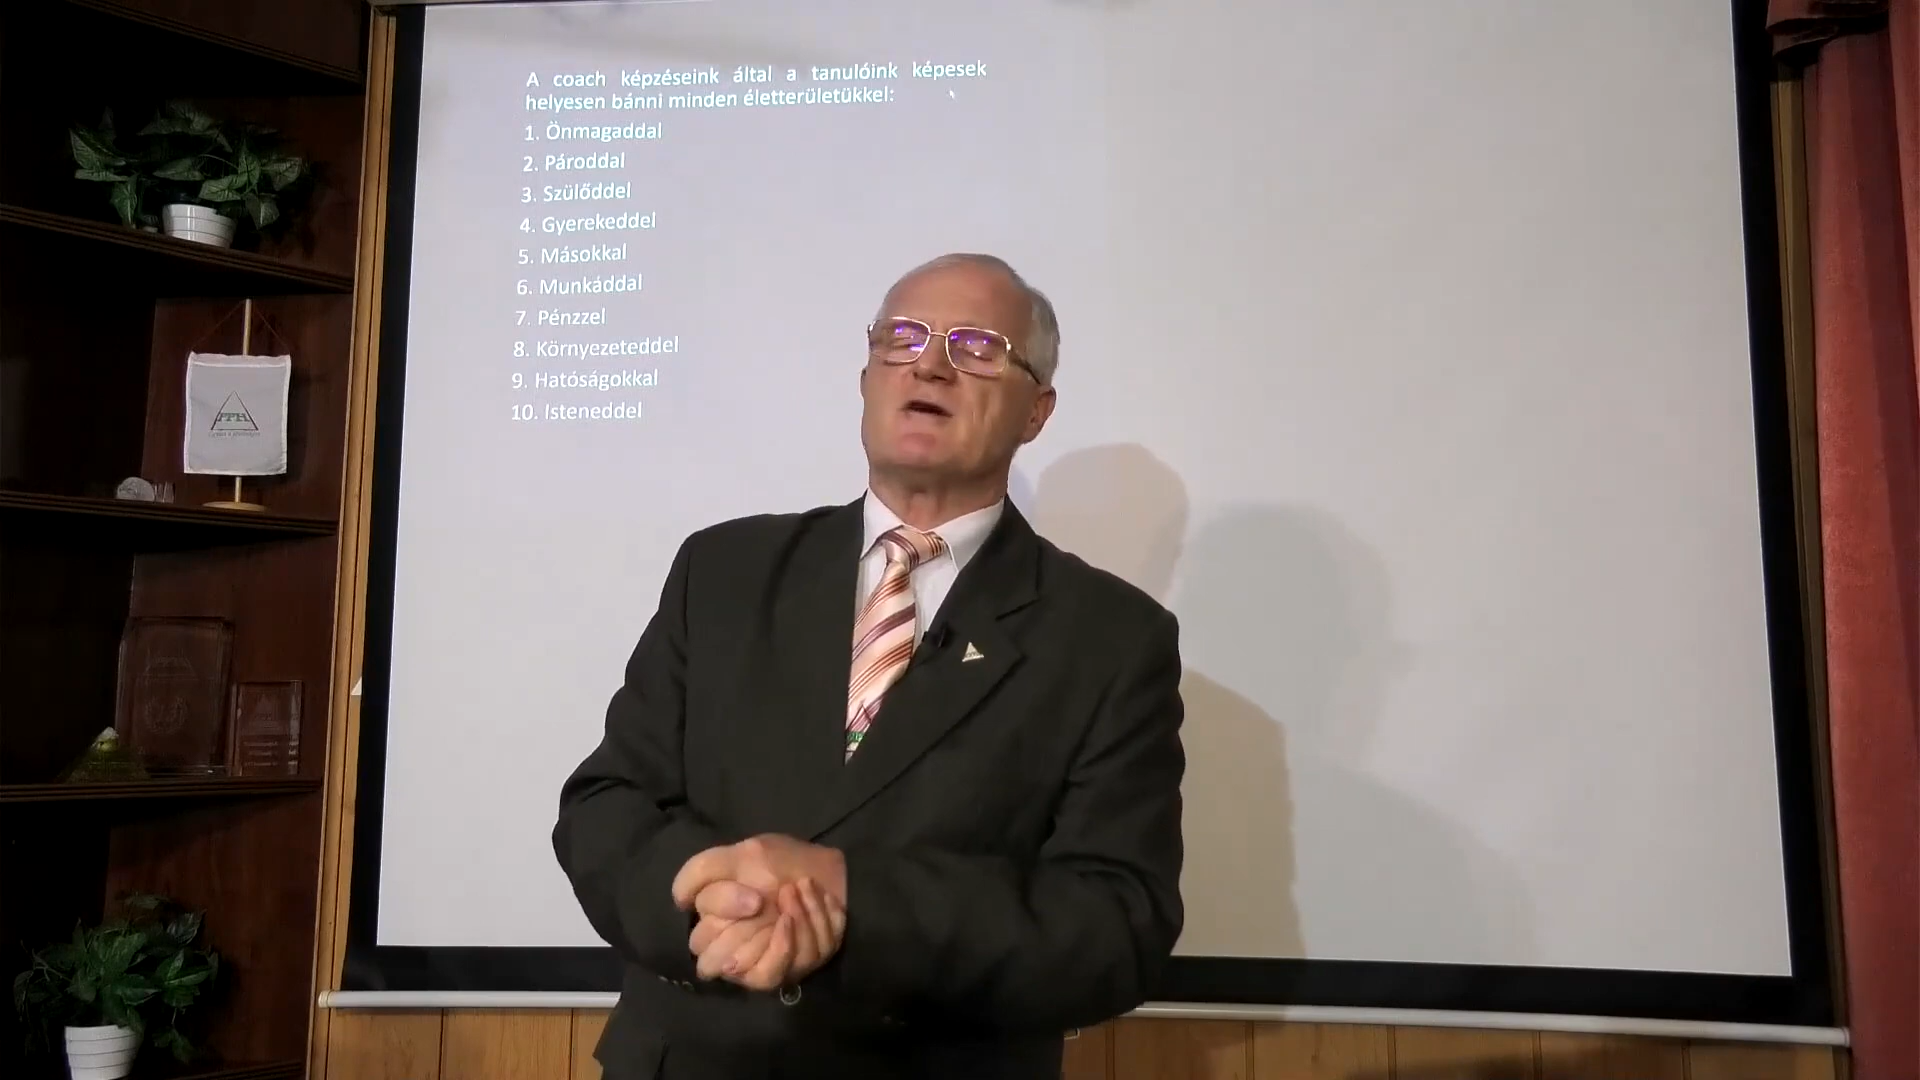 A coach képzéseink által a tanulóink képesek
helyesen bánni minden életterületükkel:
1. Önmagaddal
2. Pároddal
3. Szülőddel
4. Gyerekeddel
5. Másokkal
6. Munkáddal
7. Pénzzel
8. Környezeteddel
9. Hatóságokkal
10. Isteneddel